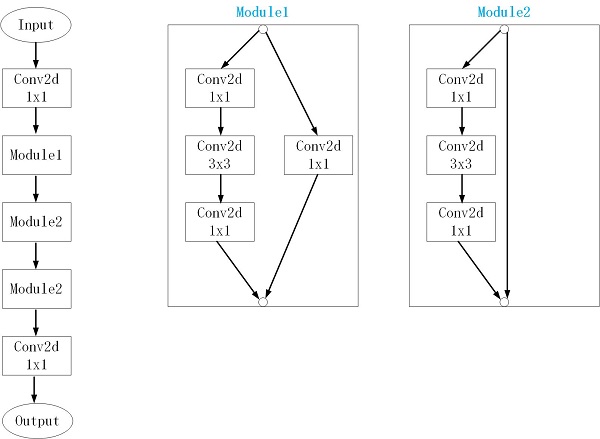 Input
Conv2d
1x1
Module1
Module2
Module2
Conv2d
1x1
Output
Module1
Conv2d
1x1
Conv2d
3x3
Conv2d
1x1
Conv2d
1x1
Module2
Conv2d
1x1
Conv2d
3x3
Conv2d
1x1